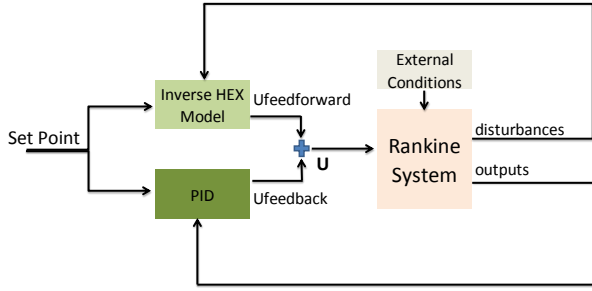 External
Conditions
Inverse HEX
Model
Ufeedforward
Set Point
U
Rankine
System
disturbances
outputs
PID
Ufeedback